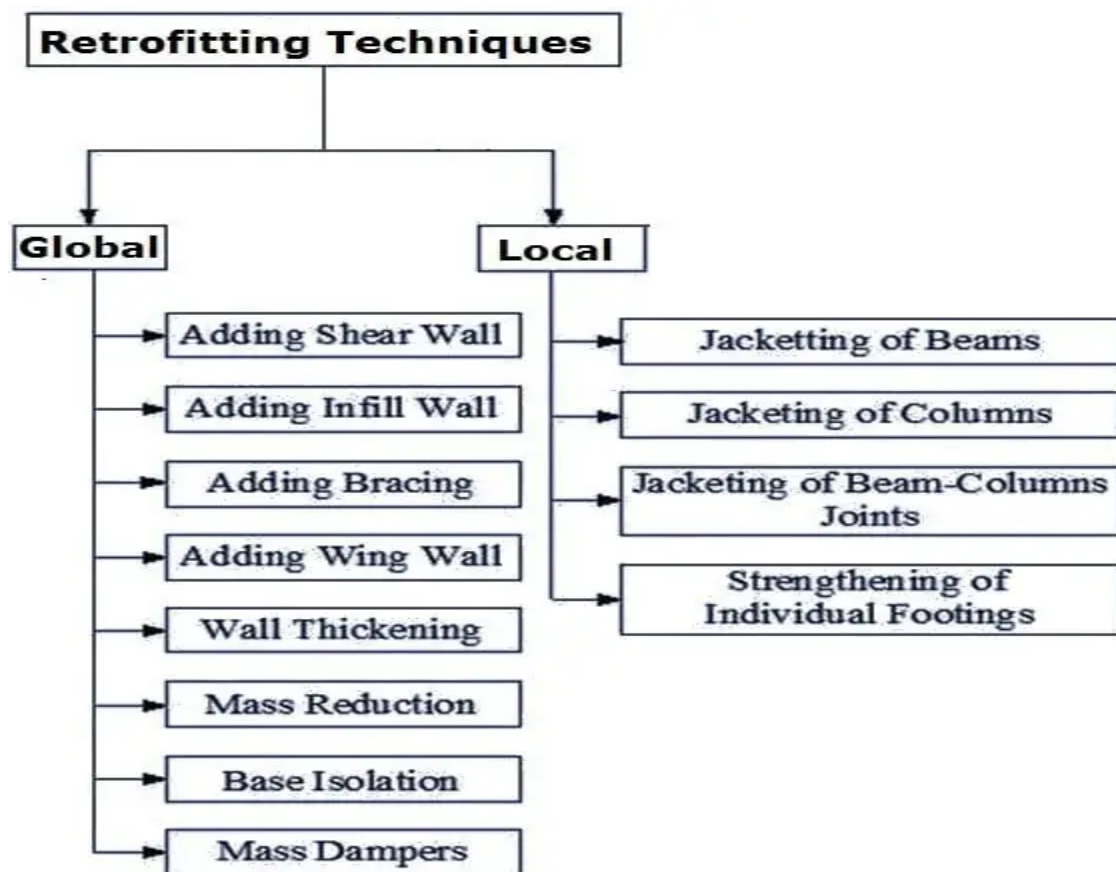 Retrofitting Techniques
Global
Local
Adding Shear Wall
Adding Infill Wall
Adding Bracing
Adding Wing Wall
Wall Thickening
Mass Reduction
Base Isolation
Mass Dampers
Jacketting of Beams
Jacketing of Columns
Jacketing of Beam-Columns
Joints
Strengthening of
Individual Footings